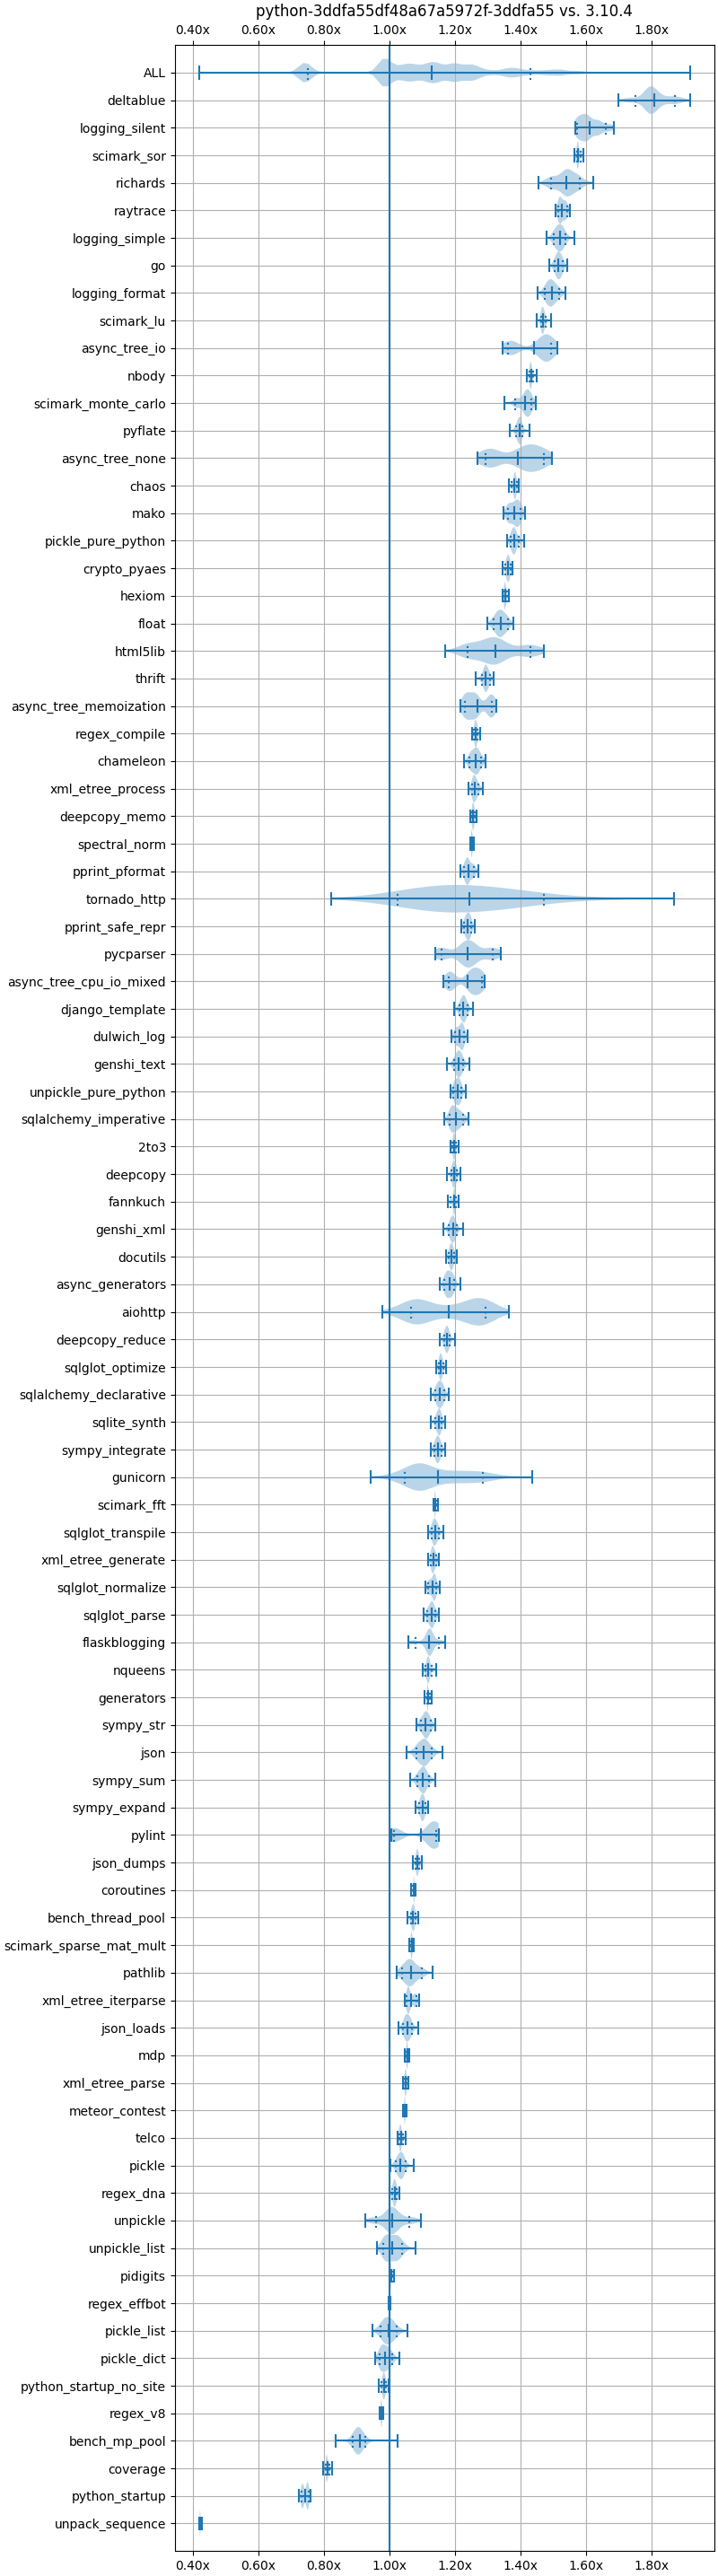 python-3ddfa55df48a67a5972f-3ddfa55 vs. 3.10.4
0.40x 0.60x 0.80x 1.00x 1.20x 1.40x 1.60x 1.80x
ALL
deltablue
logging_silent
scimark_sor
richards
raytrace
logging_simple
go
logging_format
scimark_lu
async_tree_io
nbody
scimark_monte_carlo
pyflate
async_tree_none
chaos
mako
pickle_pure_python
crypto_pyaes
hexiom
float
html5lib
thrift
async_tree_memoization
regex_compile
chameleon
xml_etree_process
deepcopy_memo
spectral_norm
pprint_pformat
tornado_http
pprint_safe_repr
pycparser
async_tree_cpu_io_mixed
django_template
dulwich_log
genshi_text
unpickle_pure_python
sqlalchemy_imperative
2to3
deepcopy
fannkuch
genshi_xml
docutils
async_generators
aiohttp
deepcopy_reduce
sqlglot_optimize
sqlalchemy_declarative
sqlite_synth
sympy_integrate
gunicorn
scimark_fft
sqlglot_transpile
xml_etree_generate
sqlglot_normalize
sqlglot_parse
flaskblogging
nqueens
generators
sympy_str
json
sympy_sum
sympy_expand
pylint
json_dumps
coroutines
bench_thread_pool
scimark_sparse_mat_mult
pathlib
xml_etree_iterparse
json_loads
mdp
xml_etree_parse
meteor_contest
telco
pickle
regex_dna
unpickle
unpickle_list
pidigits
regex_effbot
pickle_list
pickle_dict
python_startup_no_site
regex_v8
bench_mp_pool
coverage
python_startup
unpack_sequence
0.40x 0.60x 0.80x 1.00x 1.20x 1.40x 1.60x 1.80x